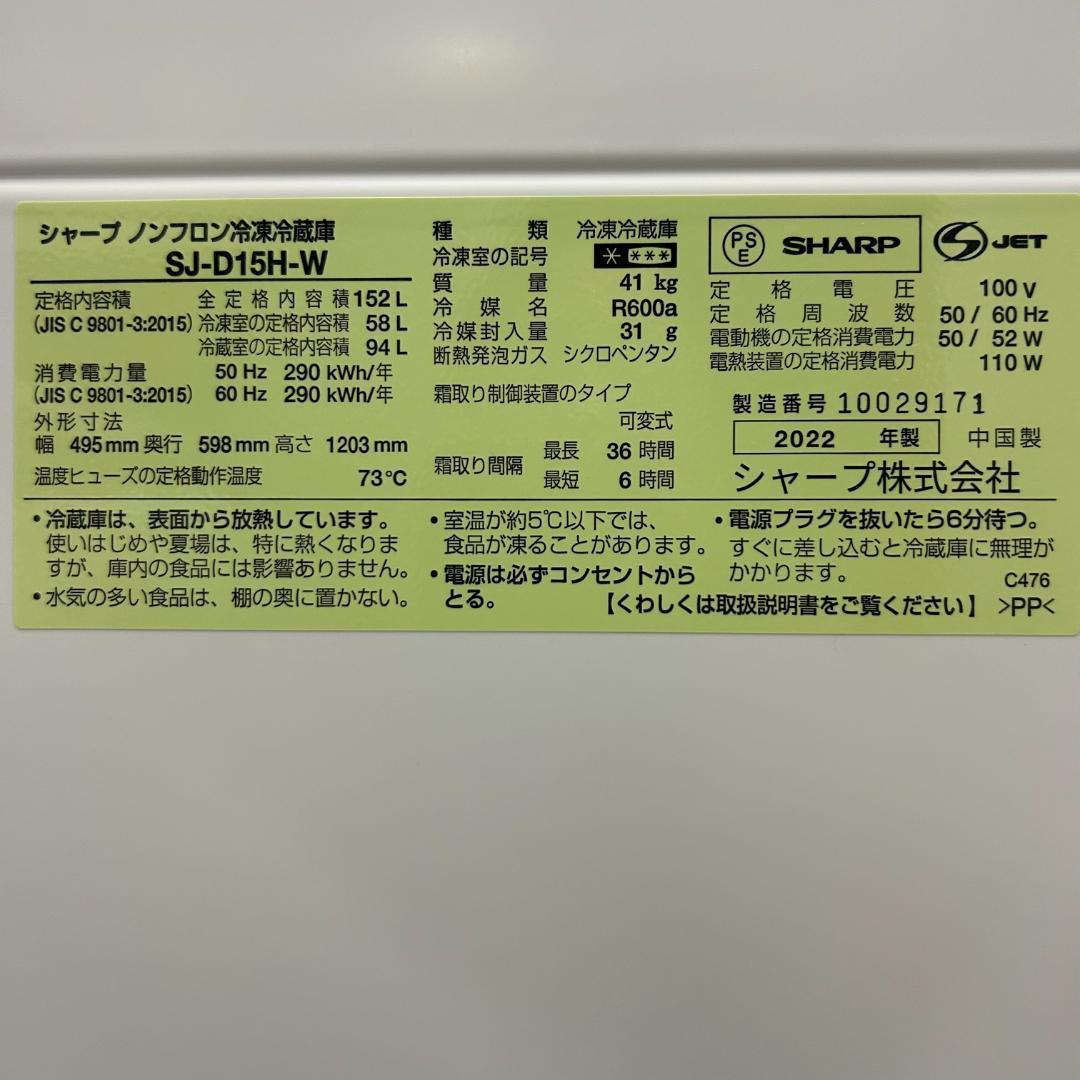 シャープ ノンフロン冷凍冷蔵庫
SJ-D15H-W
定格内容積 全定格内容積 152 L
(JIS C 9801-3:2015) 冷凍室の定格内容積 58 L
冷蔵室の定格内容積 94 L
消費電力量 50 Hz 290 kWh/年
(JIS C 9801-3:2015) 60 Hz 290 kWh/年
外形寸法
幅 495 mm 奥行 598 mm 高さ 1203 mm
温度ヒューズの定格動作温度 73℃
種類 冷凍冷蔵庫
冷凍室の記号 * ***
質量 41 kg
冷媒名 R600a
冷媒封入量 31 g
断熱発泡ガス シクロペンタン
霜取り制御装置のタイプ
可変式
霜取り間隔 最長 36 時間
最短 6 時間
PSE SHARP S JET
定格電圧 100 V
定格周波数 50 / 60 Hz
電動機の定格消費電力 50 / 52 W
電熱装置の定格消費電力 110 W
製造番号 10029171
2022 年製 中国製
シャープ株式会社
・冷蔵庫は、表面から放熱しています。
使いはじめや夏場は、特に熱くなりま
すが、庫内の食品には影響ありません。
・水気の多い食品は、棚の奥に置かない。
・室温が約5℃以下では、
食品が凍ることがあります。
・電源は必ずコンセントから
とる。
・電源プラグを抜いたら6分待つ。
すぐに差し込むと冷蔵庫に無理が
かかります。 C476
【くわしくは取扱説明書をご覧ください】 >PP<